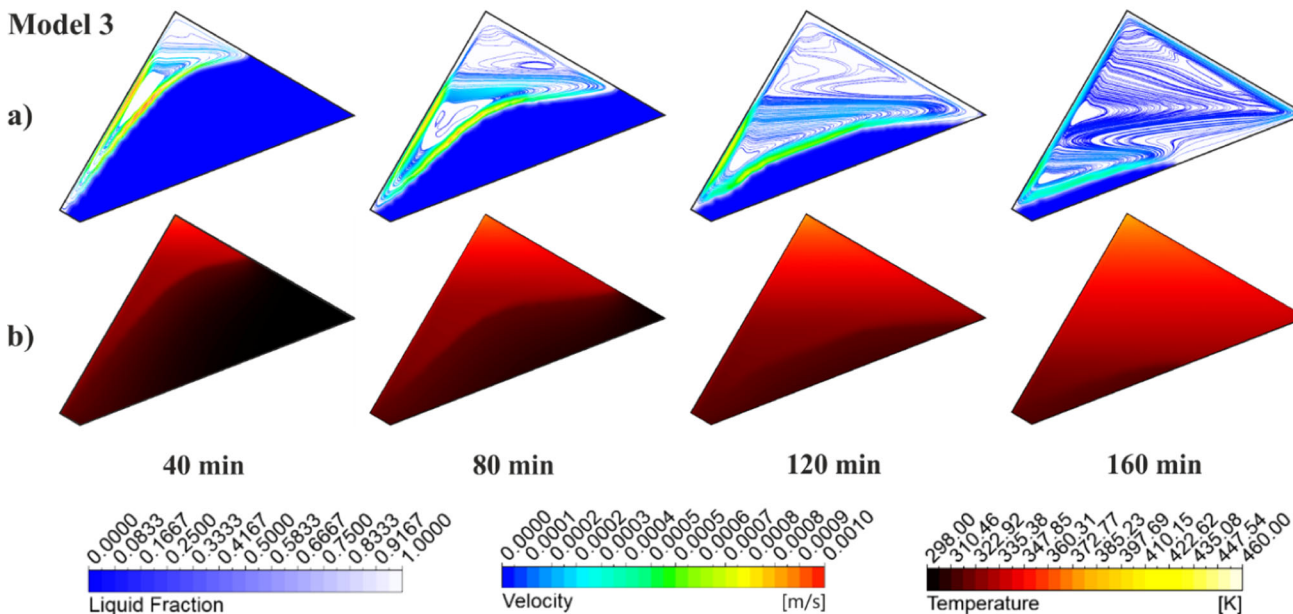 Model 3
a)
b)
40 min 80 min 120 min 160 min
0.0000 0.0833 0.1667 0.2500 0.3333 0.4167 0.5000 0.5833 0.6667 0.7500 0.8333 0.9167 1.0000
Liquid Fraction
0.0000 0.0001 0.0002 0.0002 0.0003 0.0004 0.0005 0.0005 0.0006 0.0007 0.0008 0.0008 0.0009 0.0010
Velocity [m/s]
298.00 310.46 322.92 335.38 347.85 360.31 372.77 385.23 397.69 410.15 422.62 435.08 447.54 460.00
Temperature [K]